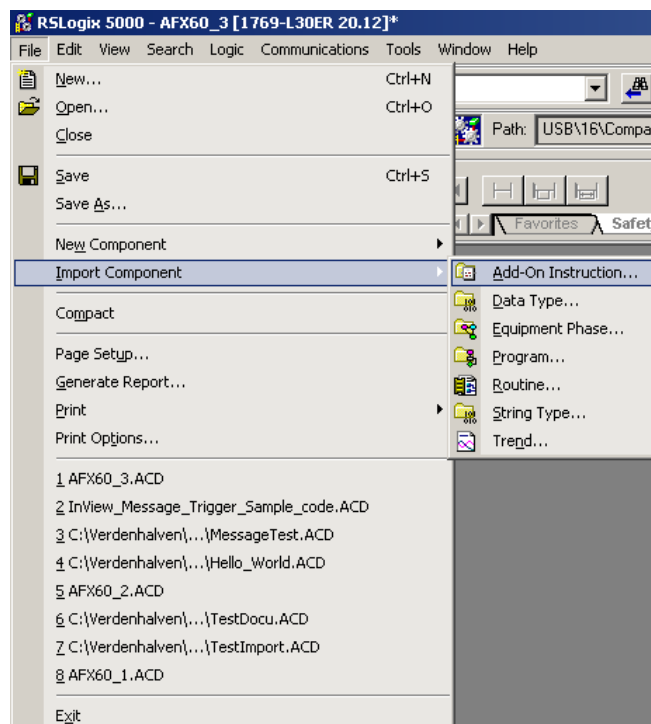 RSLogix 5000 - AFX60_3 [1769-L30ER 20.12]*
File Edit View Search Logic Communications Tools Window Help
New... Ctrl+N
Open... Ctrl+O
Close
Path: USB\16\Compa
Save Ctrl+S
Save As...
Favorites Safet
New Component
Import Component
Add-On Instruction...
Data Type...
Compact
Equipment Phase...
Page Setup...
Program...
Generate Report...
Routine...
Print
String Type...
Print Options...
Trend...
1 AFX60_3.ACD
2 InView_Message_Trigger_Sample_code.ACD
3 C:\Verdenhalven\...\MessageTest.ACD
4 C:\Verdenhalven\...\Hello_World.ACD
5 AFX60_2.ACD
6 C:\Verdenhalven\...\TestDocu.ACD
7 C:\Verdenhalven\...\TestImport.ACD
8 AFX60_1.ACD
Exit